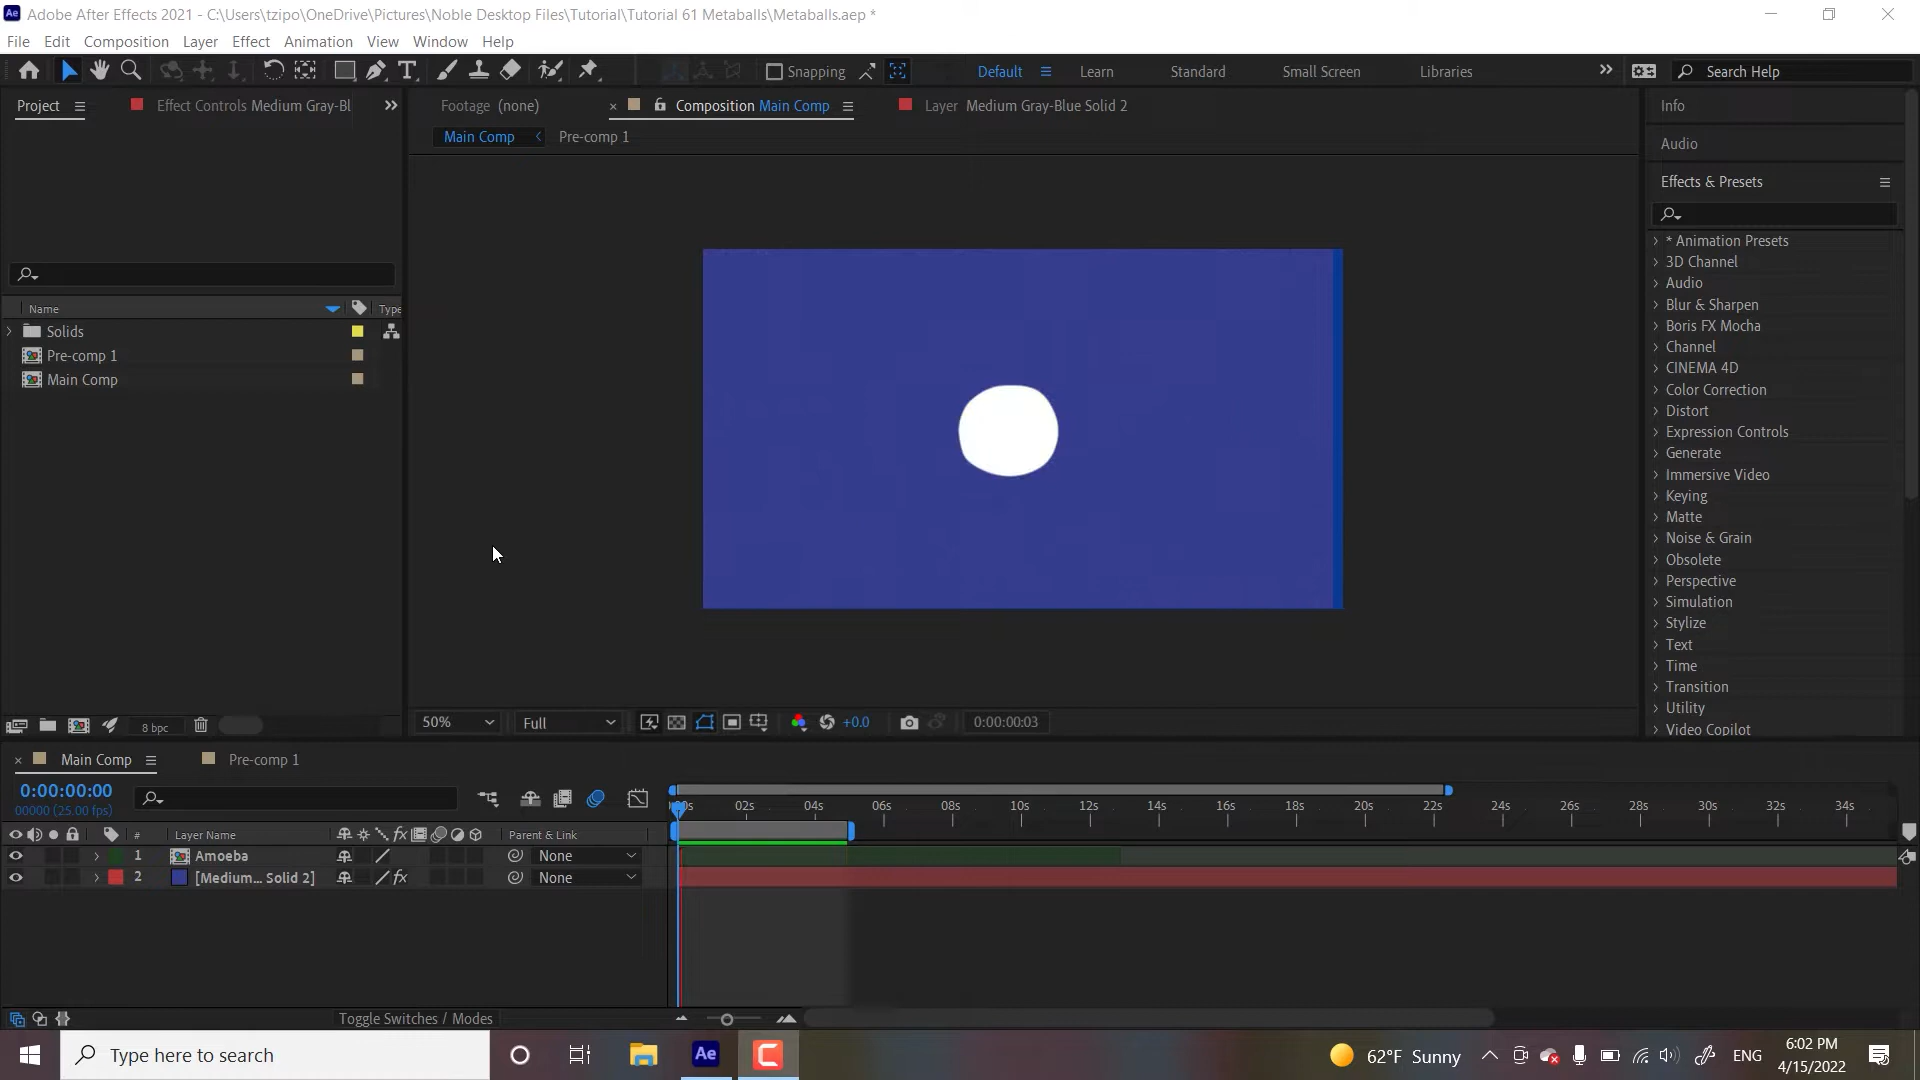 Ae Adobe After Effects 2021 - C:\Users\tzipo\OneDrive\Pictures\Noble Desktop Files\Tutorial\Tutorial 61 Metaballs\Metaballs.aep *
File Edit Composition Layer Effect Animation View Window Help
Snapping Default Learn Standard Small Screen Libraries Search Help
Project Effect Controls Medium Gray-Bl Footage (none) Composition Main Comp Layer Medium Gray-Blue Solid 2 Info
Main Comp Pre-comp 1
Audio
Effects & Presets
* Animation Presets
3D Channel
Audio
Blur & Sharpen
Boris FX Mocha
Channel
CINEMA 4D
Color Correction
Distort
Expression Controls
Generate
Immersive Video
Keying
Matte
Noise & Grain
Obsolete
Perspective
Simulation
Stylize
Text
Time
Transition
Utility
Video Copilot
Name Type
Solids
Pre-comp 1
Main Comp
8 bpc 50% Full +0.0 0:00:00:03
Main Comp Pre-comp 1
0:00:00:00
00000 (25.00 fps)
02s 04s 06s 08s 10s 12s 14s 16s 18s 20s 22s 24s 26s 28s 30s 32s 34s
# Layer Name Parent & Link
1 Amoeba None
2 [Medium... Solid 2] None
Toggle Switches / Modes
Type here to search Ae 62°F Sunny ENG
6:02 PM
4/15/2022